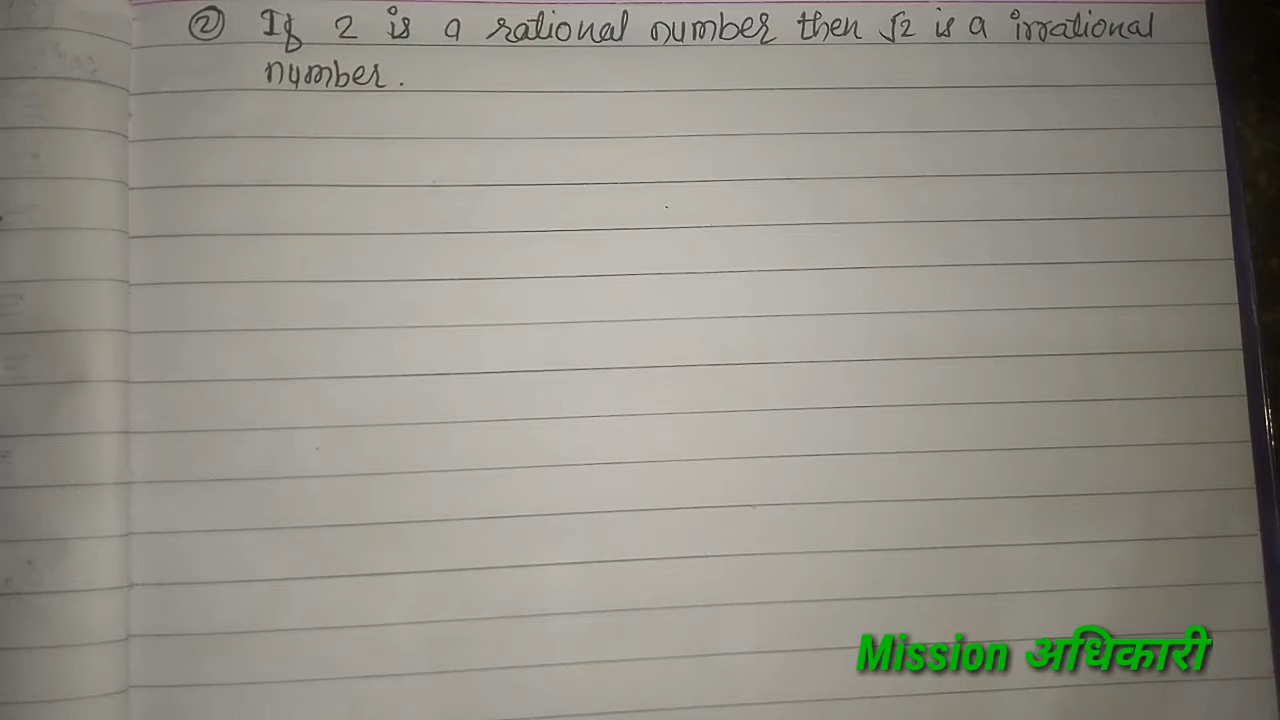 ② If 2 is a rational number then √2 is a irrational
number.
Mission अधिकारी